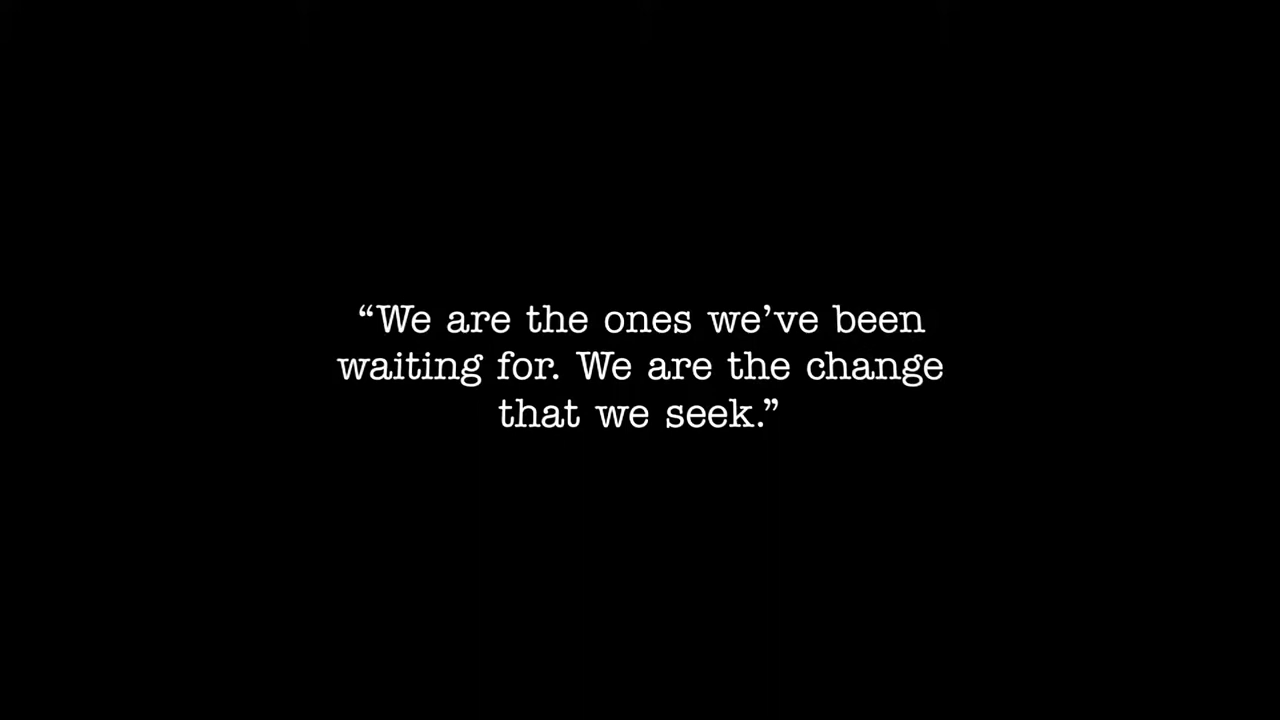 “We are the ones we’ve been
waiting for. We are the change
that we seek.”